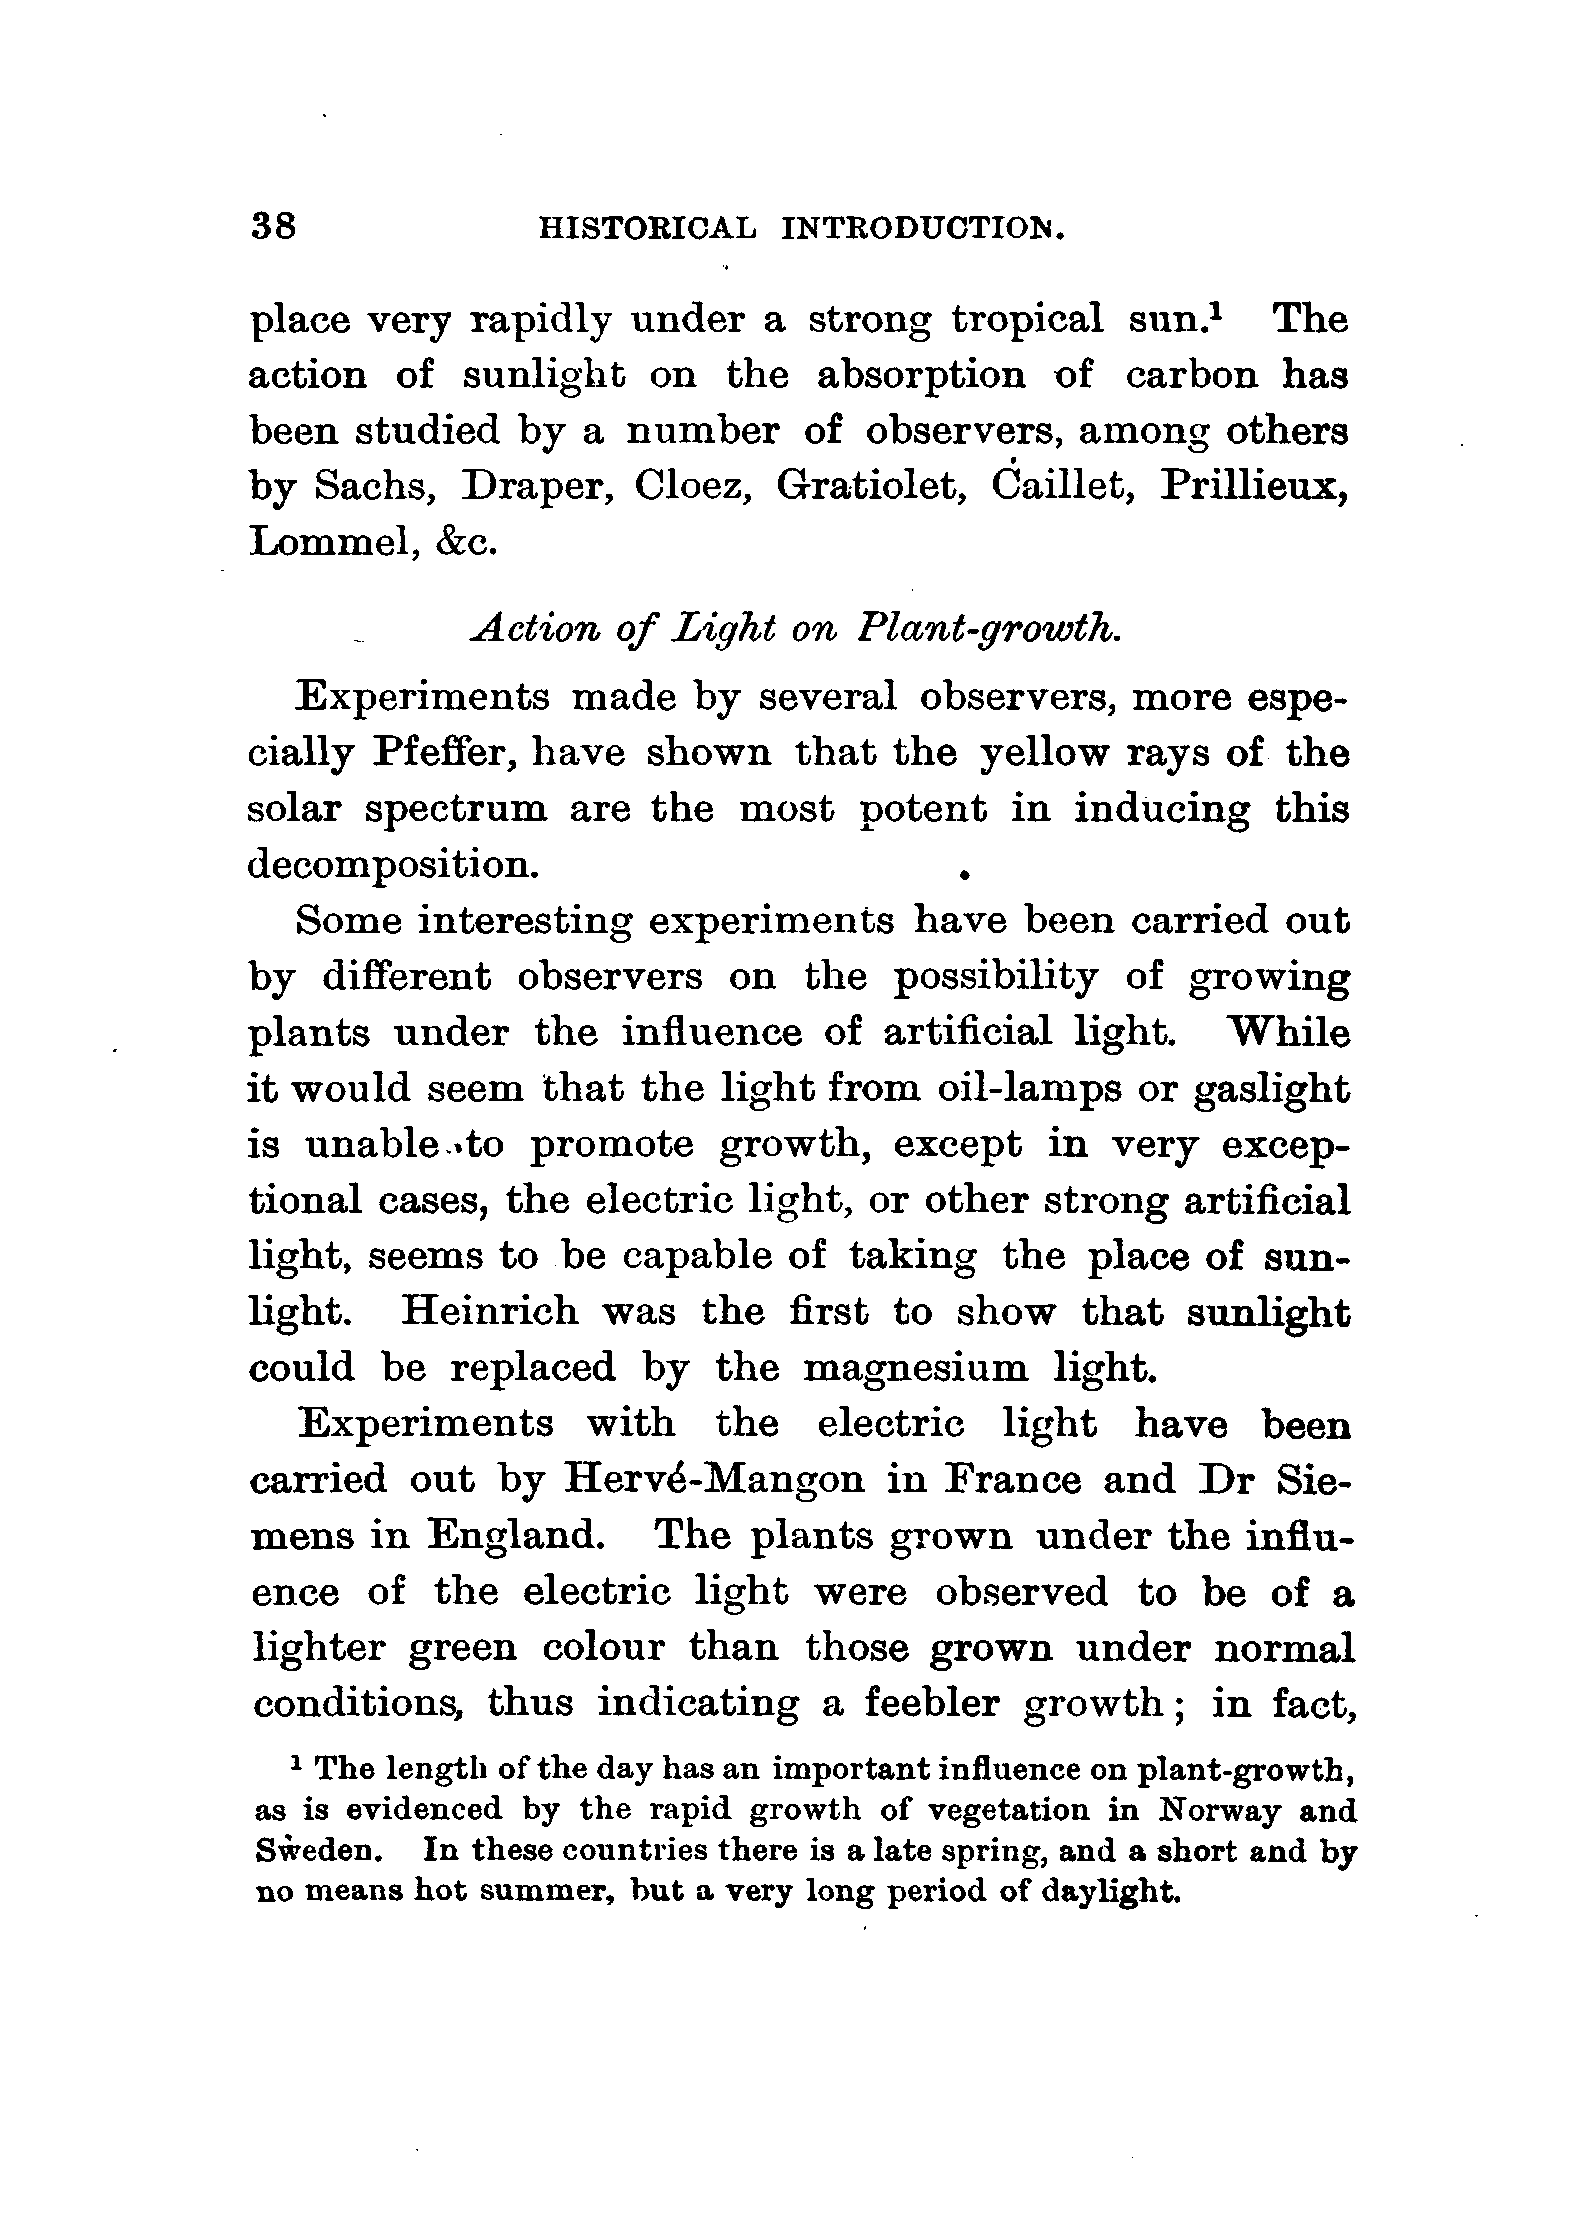 38 HISTORICAL INTRODUCTION.
place very rapidly under a strong tropical sun.¹ The
action of sunlight on the absorption of carbon has
been studied by a number of observers, among others
by Sachs, Draper, Cloez, Gratiolet, Caillet, Prillieux,
Lommel, &c.
Action of Light on Plant-growth.
Experiments made by several observers, more espe-
cially Pfeffer, have shown that the yellow rays of the
solar spectrum are the most potent in inducing this
decomposition.
Some interesting experiments have been carried out
by different observers on the possibility of growing
plants under the influence of artificial light. While
it would seem that the light from oil-lamps or gaslight
is unable to promote growth, except in very excep-
tional cases, the electric light, or other strong artificial
light, seems to be capable of taking the place of sun-
light. Heinrich was the first to show that sunlight
could be replaced by the magnesium light.
Experiments with the electric light have been
carried out by Hervé-Mangon in France and Dr Sie-
mens in England. The plants grown under the influ-
ence of the electric light were observed to be of a
lighter green colour than those grown under normal
conditions, thus indicating a feebler growth; in fact,
¹ The length of the day has an important influence on plant-growth,
as is evidenced by the rapid growth of vegetation in Norway and
Sweden. In these countries there is a late spring, and a short and by
no means hot summer, but a very long period of daylight.